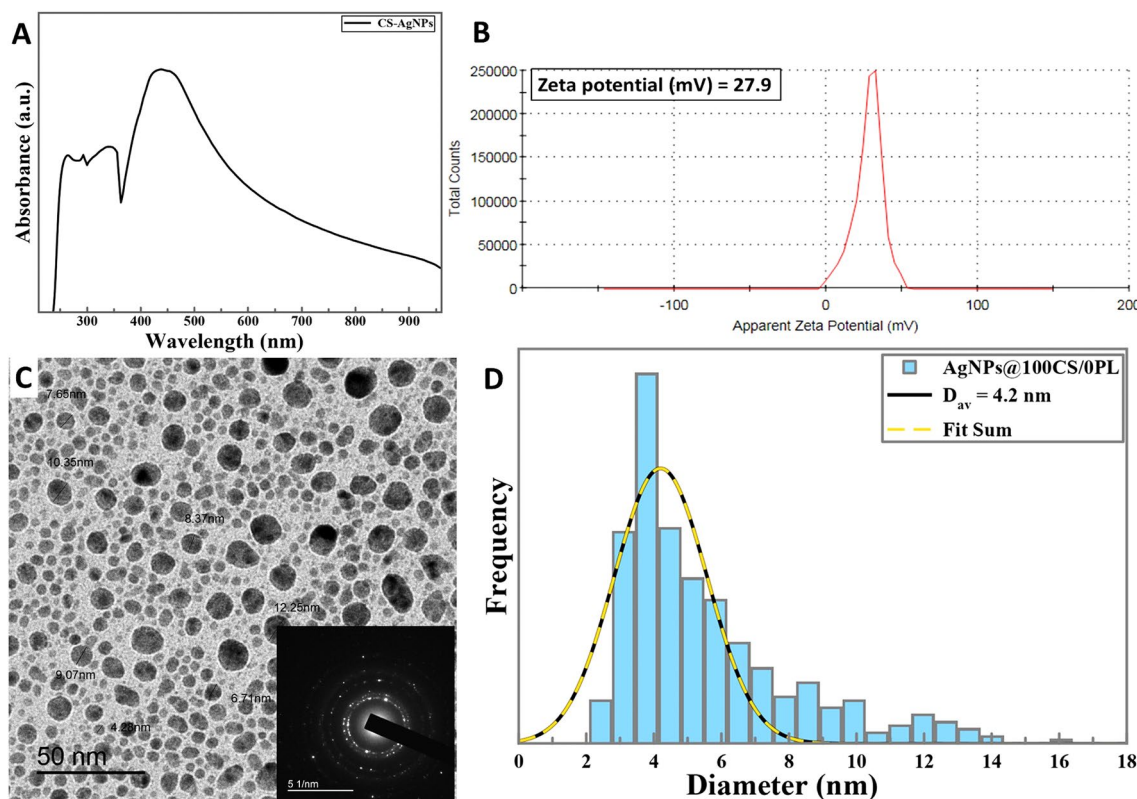 A
CS-AgNPs
Absorbance (a.u.)
300 400 500 600 700 800 900
Wavelength (nm)
B
Zeta potential (mV) = 27.9
250000
200000
150000
100000
50000
0
Total Counts
-100 0 100 200
Apparent Zeta Potential (mV)
C
7.65nm
10.35nm
8.37nm
12.25nm
9.07nm
6.71nm
4.28nm
50 nm
5 1/nm
D
AgNPs@100CS/0PL
Dav = 4.2 nm
Fit Sum
Frequency
0 2 4 6 8 10 12 14 16 18
Diameter (nm)